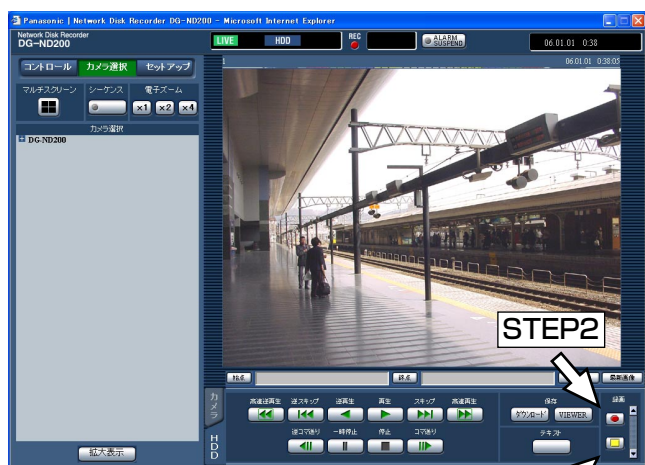 Panasonic | Network Disk Recorder DG-ND200 - Microsoft Internet Explorer
Network Disk Recorder
DG-ND200
LIVE HDD REC ALARM SUSPEND 06.01.01 0:38
コントロール カメラ選択 セットアップ
1 06.01.01 0:38:05
マルチスクリーン シーケンス 電子ズーム
x1 x2 x4
カメラ選択
DG-ND200
STEP2
始点 終点 最新画像
カメラ
高速逆再生 逆スキップ 逆再生 再生 スキップ 高速再生 保存 録画
ダウンロード VIEWER
逆コマ送り 一時停止 停止 コマ送り テキスト
HDD
拡大表示